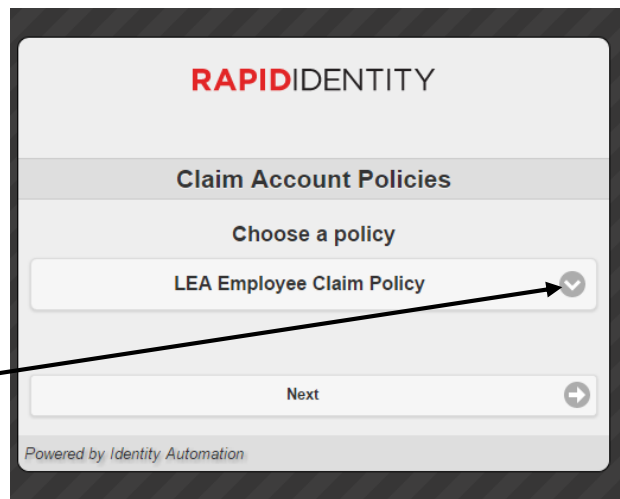 RAPIDIDENTITY
Claim Account Policies
Choose a policy
LEA Employee Claim Policy
Next
Powered by Identity Automation